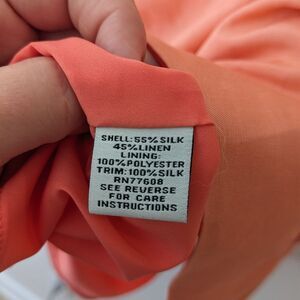 SHELL: 55% SILK
45% LINEN
LINING:
100% POLYESTER
TRIM: 100% SILK
RN77608
SEE REVERSE
FOR CARE
INSTRUCTIONS